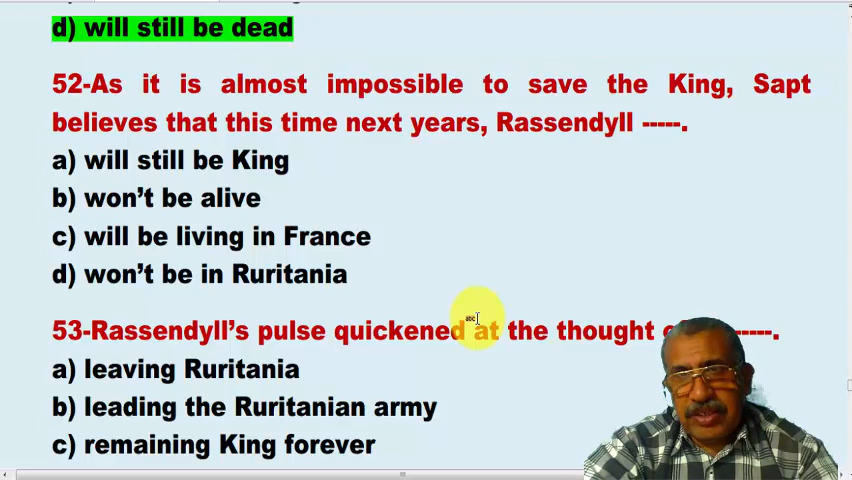 d) will still be dead
52-As it is almost impossible to save the King, Sapt
believes that this time next years, Rassendyll -----.
a) will still be King
b) won't be alive
c) will be living in France
d) won't be in Ruritania
53-Rassendyll's pulse quickened at the thought -----.
a) leaving Ruritania
b) leading the Ruritanian army
c) remaining King forever